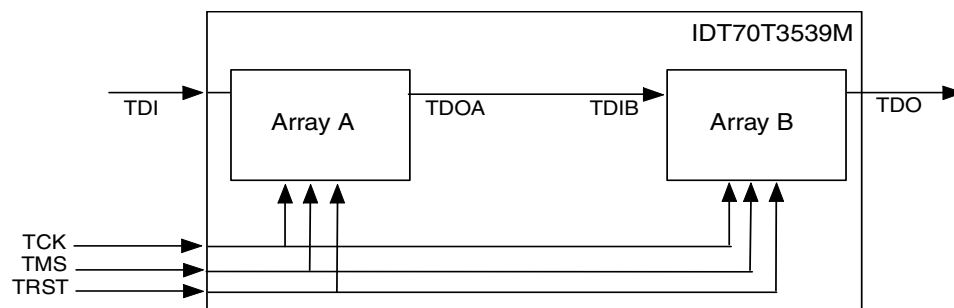 IDT70T3539M
TDI
Array A
TDOA
TDIB
Array B
TDO
TCK
TMS
TRST